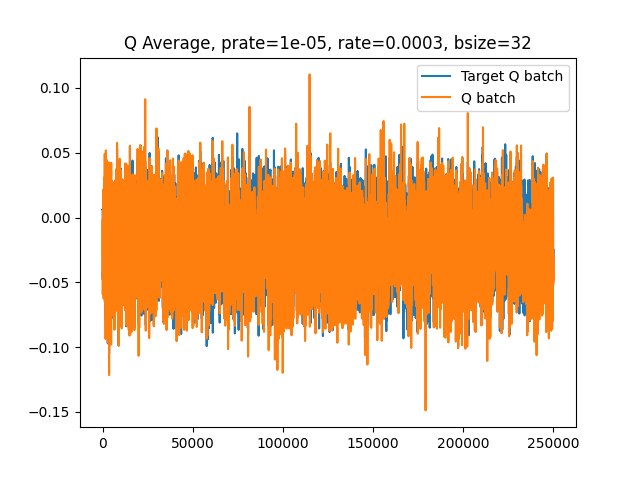 Q Average, prate=1e-05, rate=0.0003, bsize=32
Target Q batch
Q batch
0.10
0.05
0.00
−0.05
−0.10
−0.15
0 50000 100000 150000 200000 250000